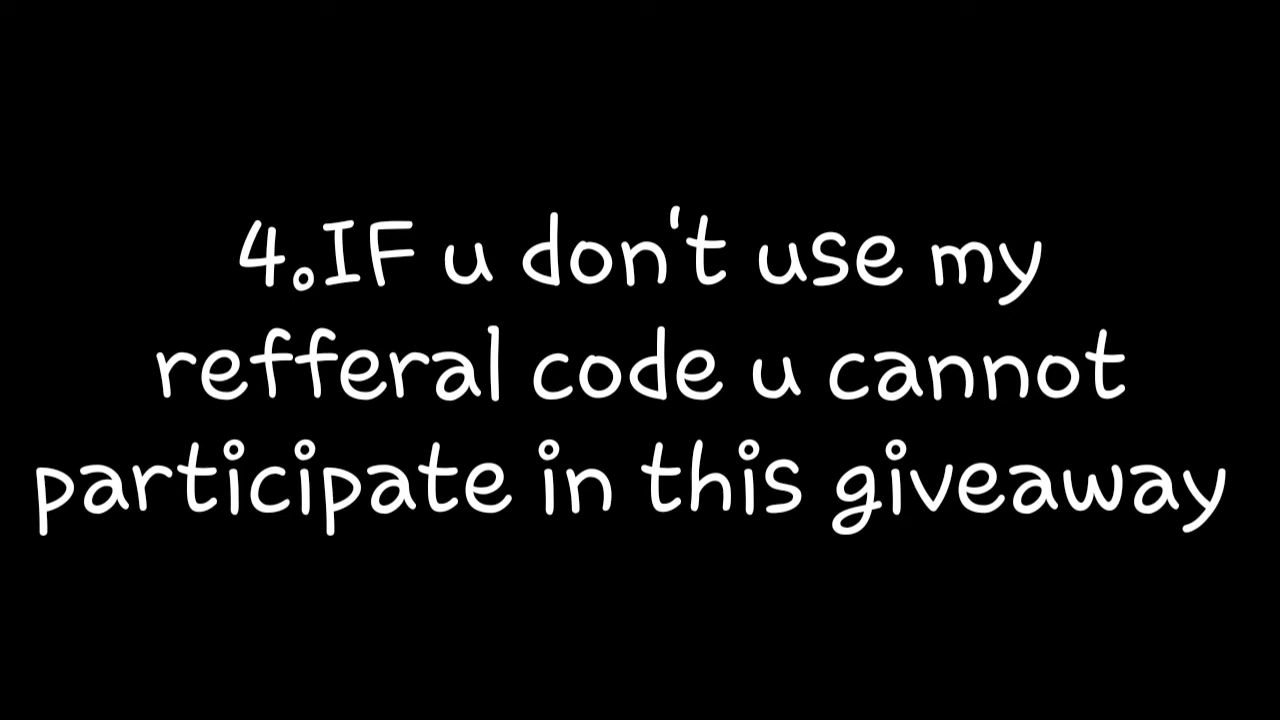 4.IF u don't use my
refferal code u cannot
participate in this giveaway